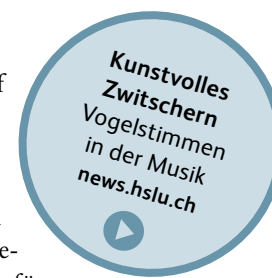 Kunstvolles
Zwitschern
Vogelstimmen
in der Musik
news.hslu.ch